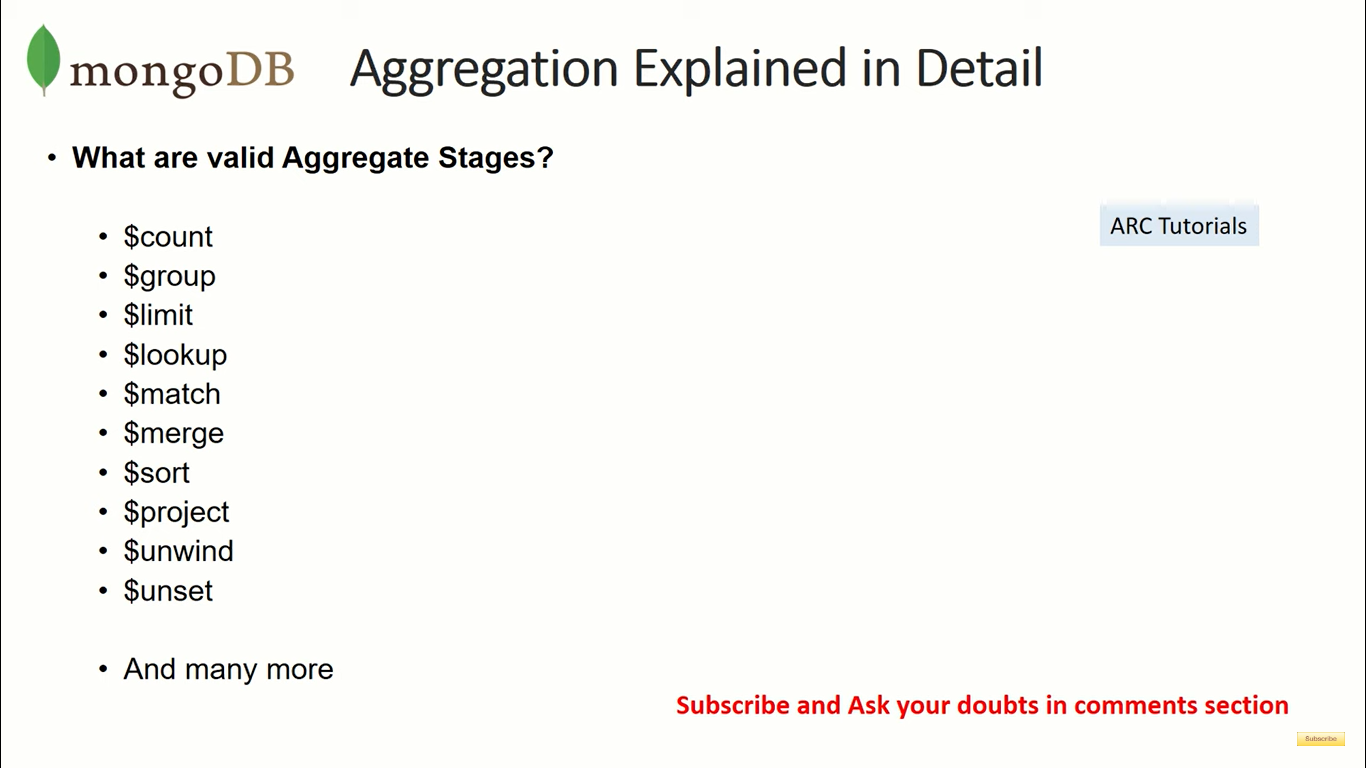 mongoDB
Aggregation Explained in Detail
• What are valid Aggregate Stages?
ARC Tutorials
• $count
• $group
• $limit
• $lookup
• $match
• $merge
• $sort
• $project
• $unwind
• $unset
• And many more
Subscribe and Ask your doubts in comments section
Subscribe